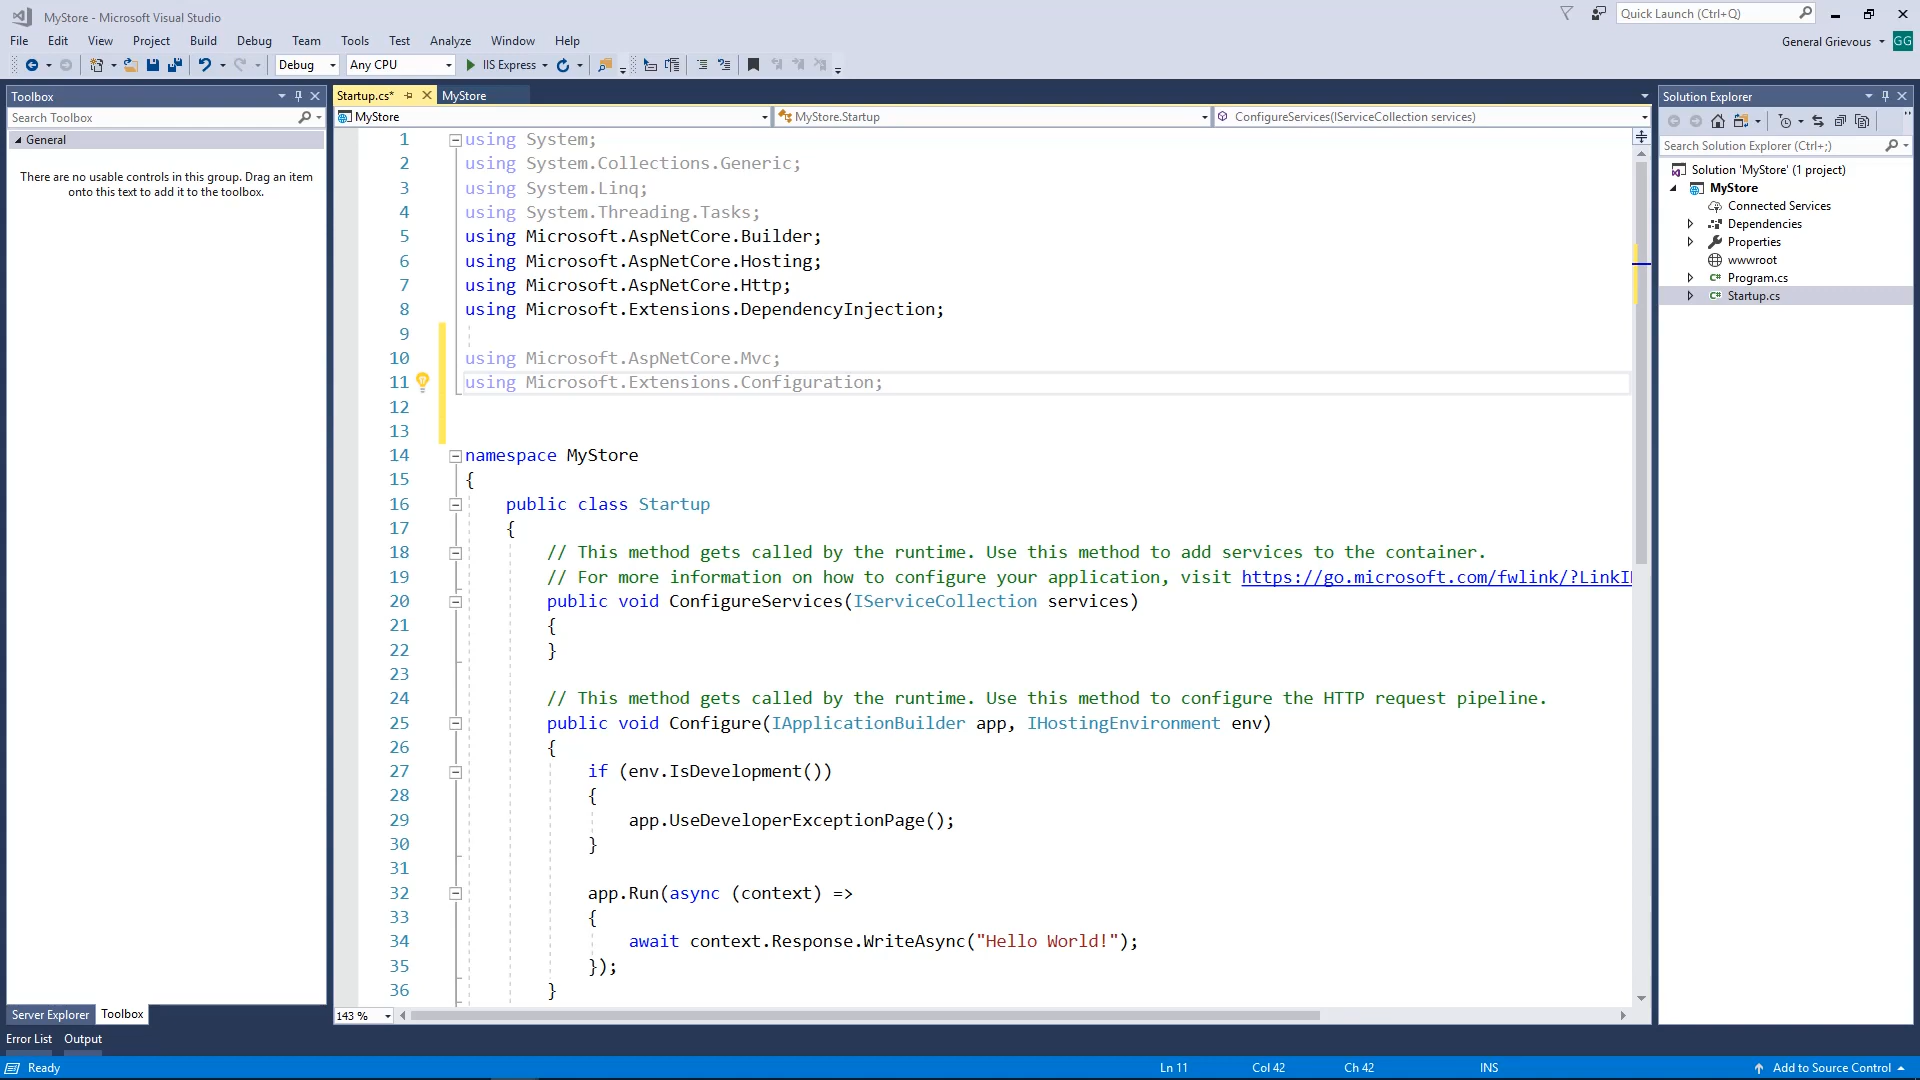 MyStore - Microsoft Visual Studio
Quick Launch (Ctrl+Q)
File Edit View Project Build Debug Team Tools Test Analyze Window Help
General Grievous GG
Debug Any CPU IIS Express
Toolbox
Search Toolbox
General
There are no usable controls in this group. Drag an item
onto this text to add it to the toolbox.
Server Explorer Toolbox
Startup.cs* MyStore
MyStore MyStore.Startup ConfigureServices(IServiceCollection services)
1 using System;
2 using System.Collections.Generic;
3 using System.Linq;
4 using System.Threading.Tasks;
5 using Microsoft.AspNetCore.Builder;
6 using Microsoft.AspNetCore.Hosting;
7 using Microsoft.AspNetCore.Http;
8 using Microsoft.Extensions.DependencyInjection;
9
10 using Microsoft.AspNetCore.Mvc;
11 using Microsoft.Extensions.Configuration;
12
13
14 namespace MyStore
15 {
16 public class Startup
17 {
18 // This method gets called by the runtime. Use this method to add services to the container.
19 // For more information on how to configure your application, visit https://go.microsoft.com/fwlink/?LinkI
20 public void ConfigureServices(IServiceCollection services)
21 {
22 }
23
24 // This method gets called by the runtime. Use this method to configure the HTTP request pipeline.
25 public void Configure(IApplicationBuilder app, IHostingEnvironment env)
26 {
27 if (env.IsDevelopment())
28 {
29 app.UseDeveloperExceptionPage();
30 }
31
32 app.Run(async (context) =>
33 {
34 await context.Response.WriteAsync("Hello World!");
35 });
36 }
143 %
Solution Explorer
Search Solution Explorer (Ctrl+;)
Solution 'MyStore' (1 project)
MyStore
Connected Services
Dependencies
Properties
wwwroot
C# Program.cs
C# Startup.cs
Error List Output
Ready Ln 11 Col 42 Ch 42 INS Add to Source Control